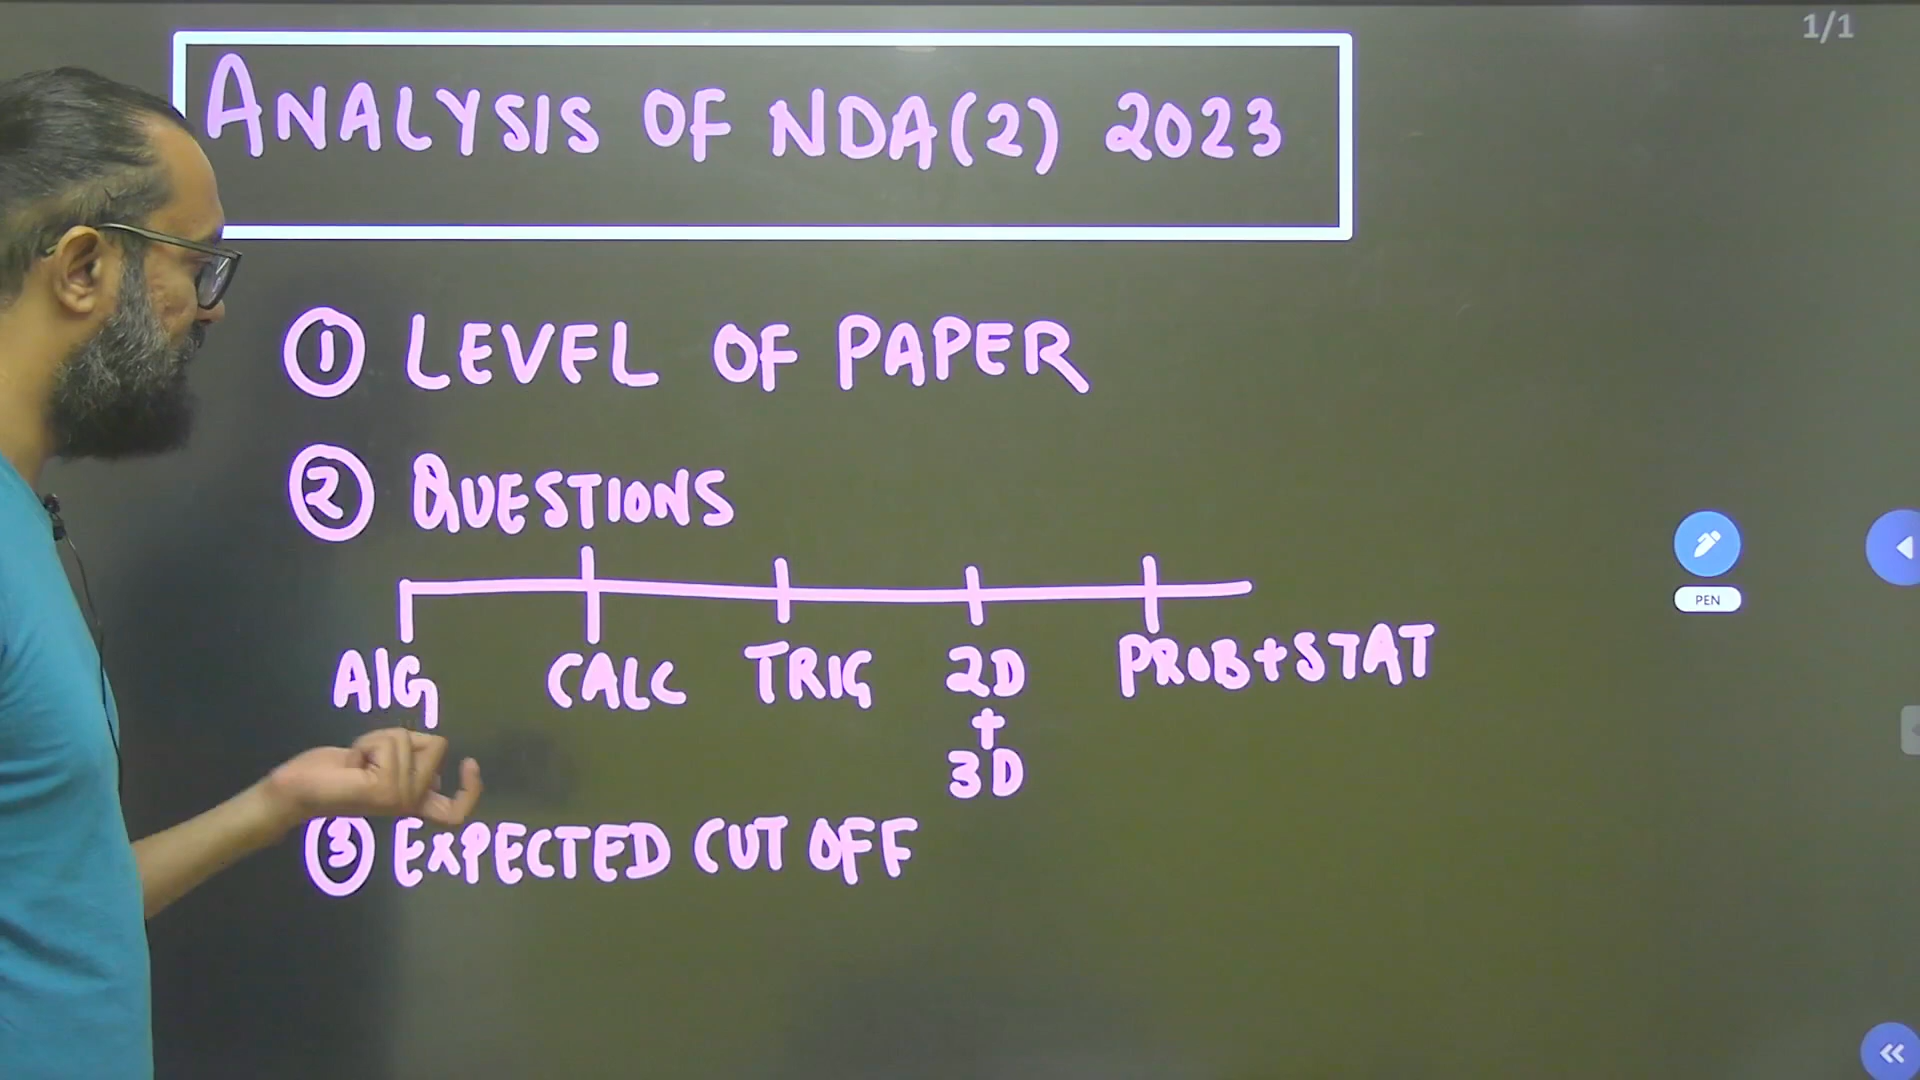 1/1
ANALYSIS OF NDA(2) 2023
① LEVEL OF PAPER
② QUESTIONS
AlG CALC TRIG 2D PROB+STAT
+
3D
③ EXPECTED CUT OFF
PEN